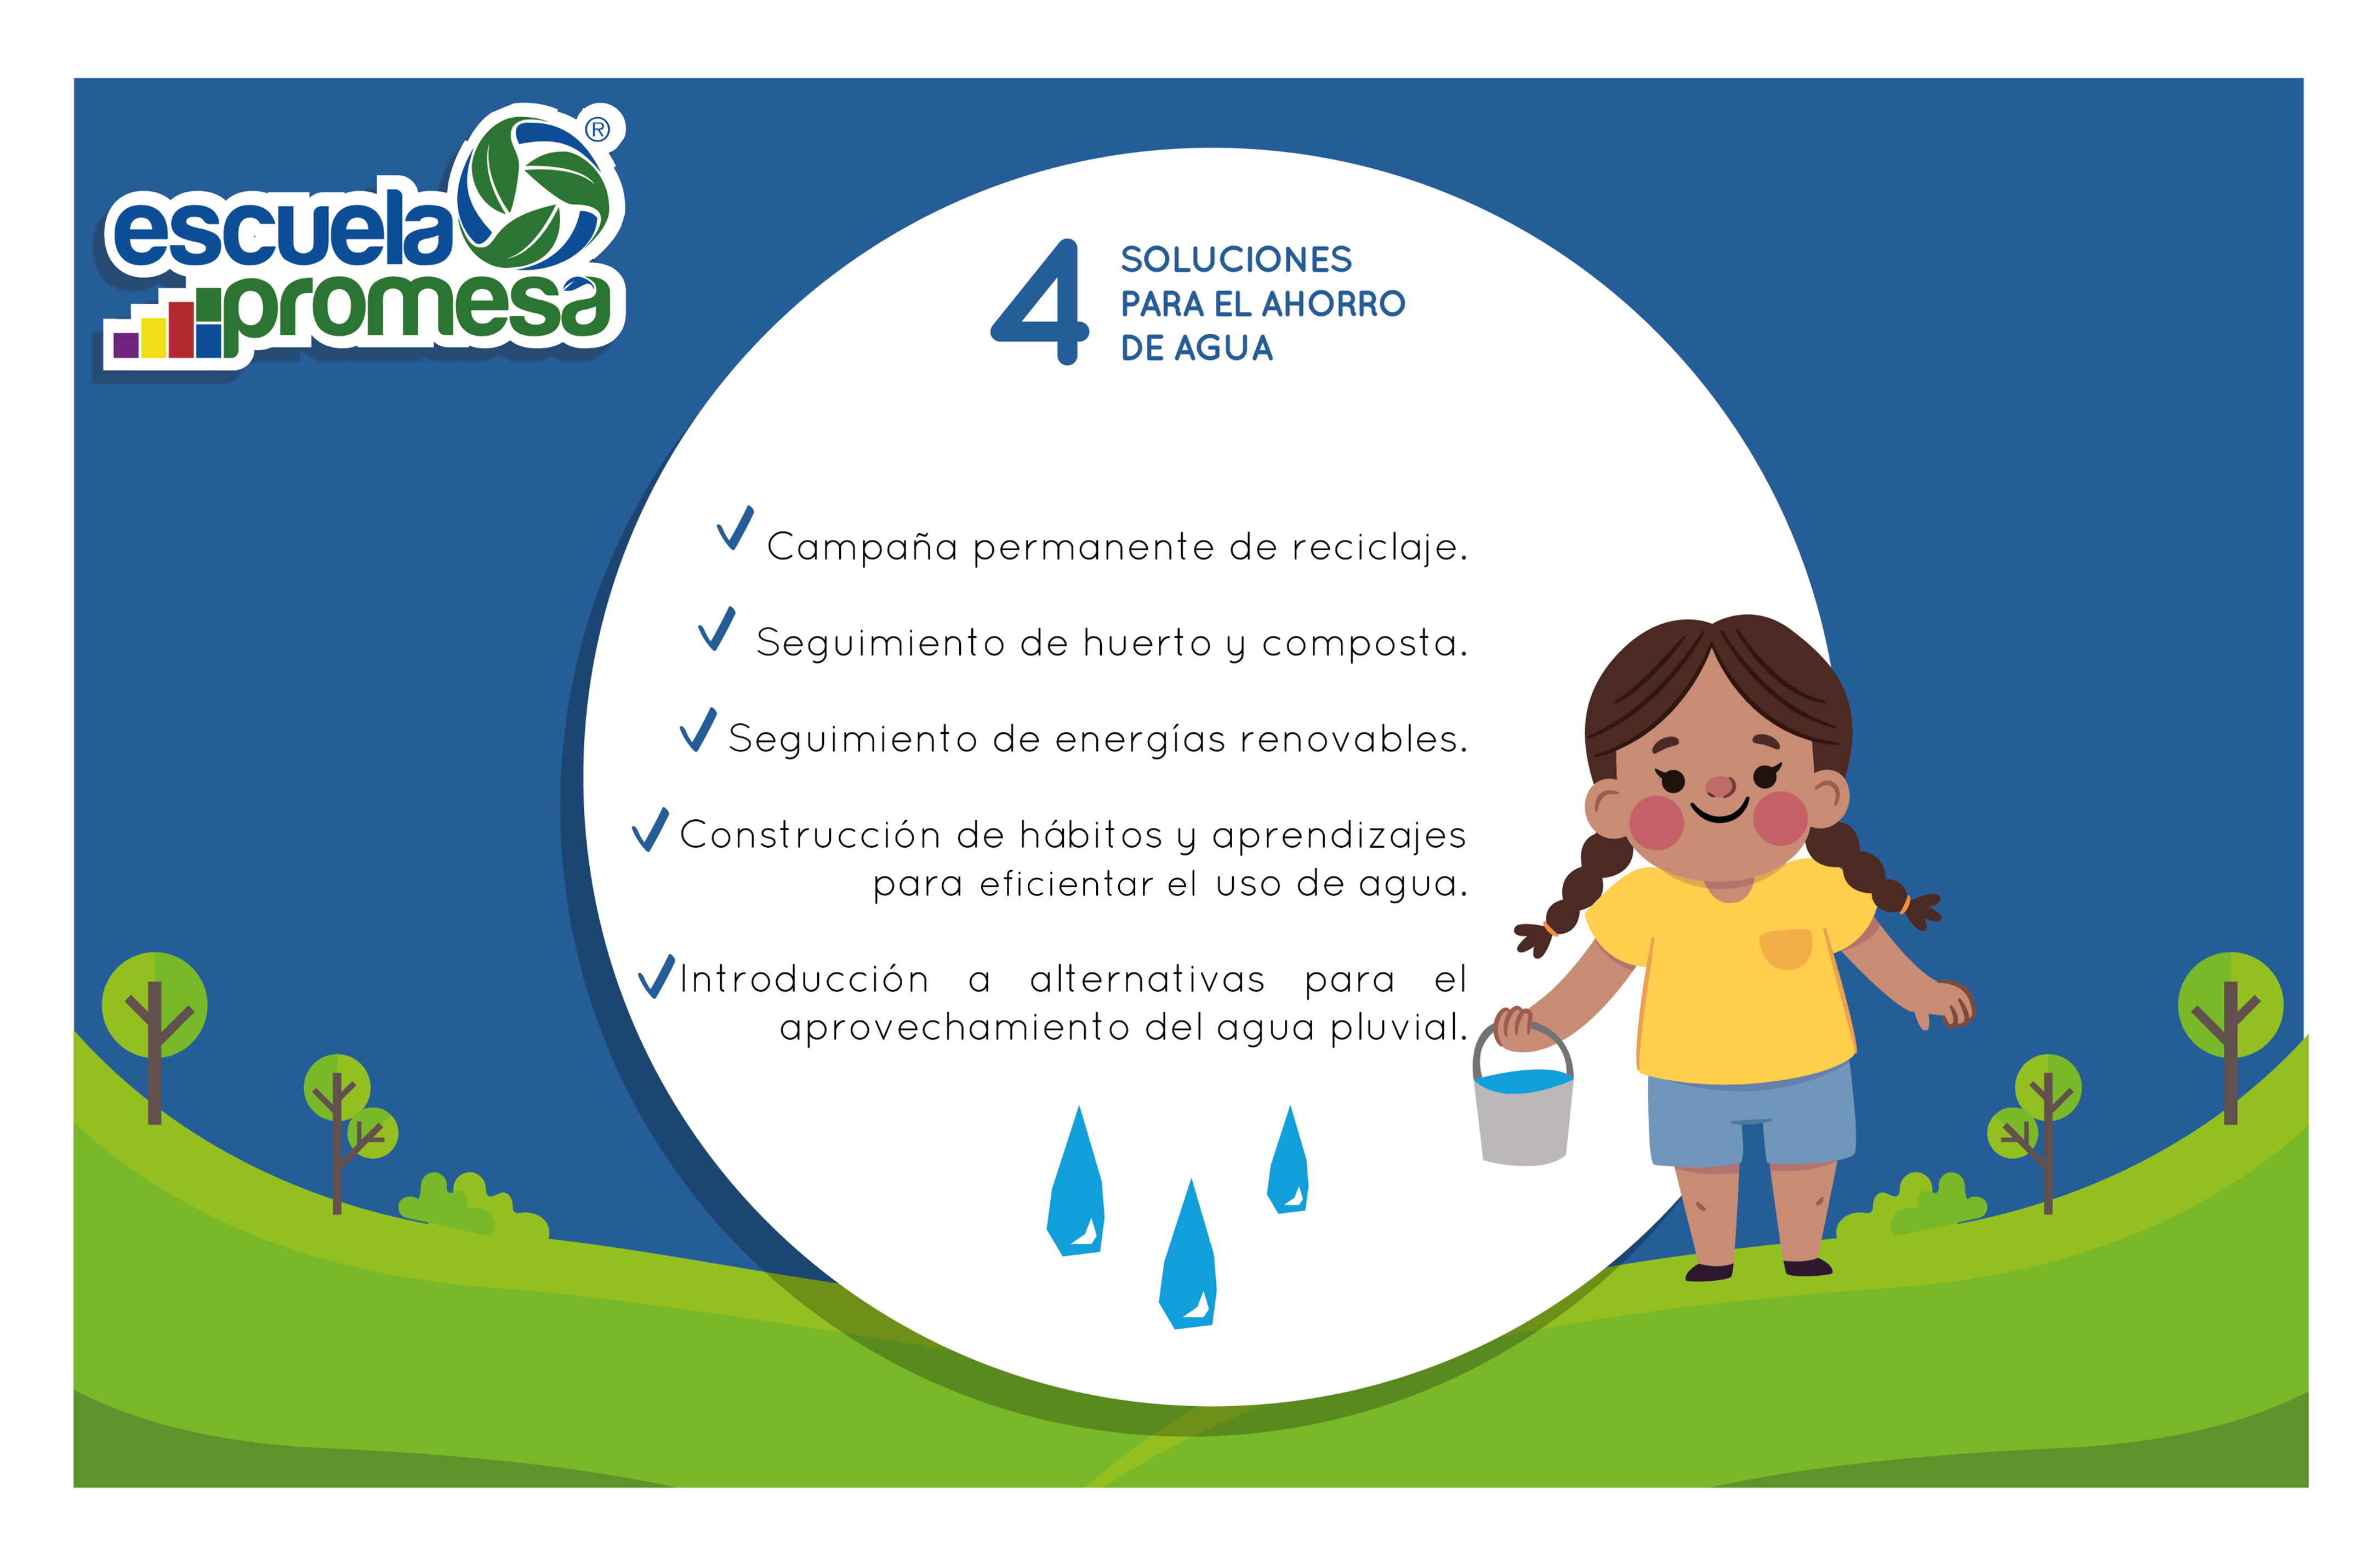 escuela
promesa
®
4
SOLUCIONES
PARA EL AHORRO
DE AGUA
Campaña permanente de reciclaje.
Seguimiento de huerto y composta.
Seguimiento de energías renovables.
Construcción de hábitos y aprendizajes
para eficientar el uso de agua.
Introducción a alternativas para el
aprovechamiento del agua pluvial.